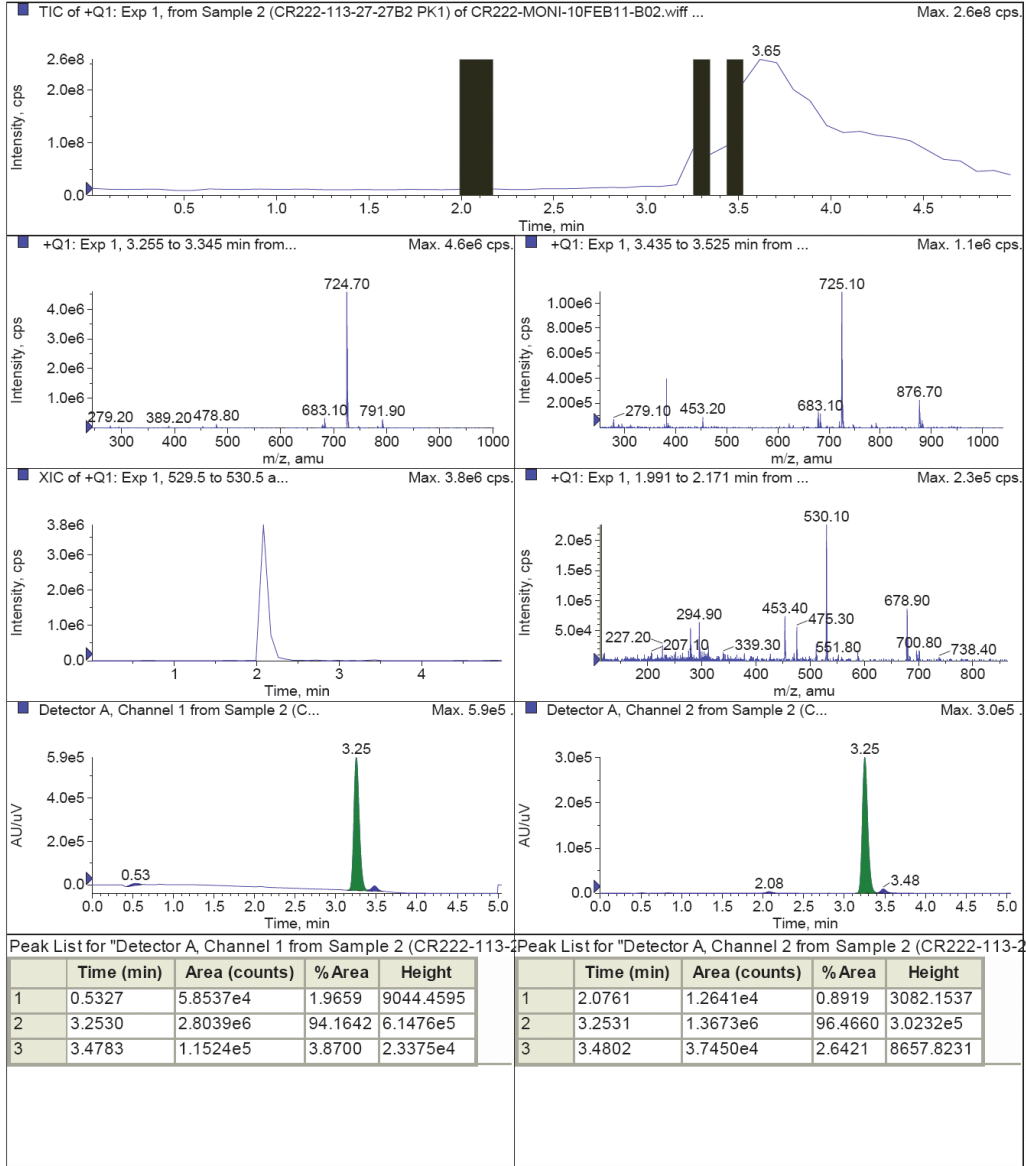 TIC of +Q1: Exp 1, from Sample 2 (CR222-113-27-27B2 PK1) of CR222-MONI-10FEB11-B02.wiff ... Max. 2.6e8 cps.
3.65
2.6e8
2.0e8
1.0e8
0.0
Intensity, cps
0.5 1.0 1.5 2.0 2.5 3.0 3.5 4.0 4.5
Time, min
+Q1: Exp 1, 3.255 to 3.345 min from... Max. 4.6e6 cps.
724.70
4.0e6
3.0e6
2.0e6
1.0e6
Intensity, cps
279.20 389.20 478.80 683.10 791.90
300 400 500 600 700 800 900 1000
m/z, amu
+Q1: Exp 1, 3.435 to 3.525 min from ... Max. 1.1e6 cps.
725.10
1.00e6
8.00e5
6.00e5
4.00e5
2.00e5
Intensity, cps
279.10 453.20 683.10 876.70
300 400 500 600 700 800 900 1000
m/z, amu
XIC of +Q1: Exp 1, 529.5 to 530.5 a... Max. 3.8e6 cps.
3.8e6
3.0e6
2.0e6
1.0e6
0.0
Intensity, cps
1 2 3 4
Time, min
+Q1: Exp 1, 1.991 to 2.171 min from ... Max. 2.3e5 cps.
530.10
2.0e5
1.5e5
1.0e5
5.0e4
Intensity, cps
678.90
294.90 453.40 475.30
227.20 207.10 339.30 551.80 700.80 738.40
200 300 400 500 600 700 800
m/z, amu
Detector A, Channel 1 from Sample 2 (C... Max. 5.9e5 .
3.25
5.9e5
4.0e5
2.0e5
0.0
AU/uV
0.53
0.0 0.5 1.0 1.5 2.0 2.5 3.0 3.5 4.0 4.5 5.0
Time, min
Detector A, Channel 2 from Sample 2 (C... Max. 3.0e5 .
3.25
3.0e5
2.0e5
1.0e5
0.0
AU/uV
2.08 3.48
0.0 0.5 1.0 1.5 2.0 2.5 3.0 3.5 4.0 4.5 5.0
Time, min
Peak List for "Detector A, Channel 1 from Sample 2 (CR222-113-2
Time (min) Area (counts) %Area Height
1 0.5327 5.8537e4 1.9659 9044.4595
2 3.2530 2.8039e6 94.1642 6.1476e5
3 3.4783 1.1524e5 3.8700 2.3375e4
Peak List for "Detector A, Channel 2 from Sample 2 (CR222-113-2
Time (min) Area (counts) %Area Height
1 2.0761 1.2641e4 0.8919 3082.1537
2 3.2531 1.3673e6 96.4660 3.0232e5
3 3.4802 3.7450e4 2.6421 8657.8231